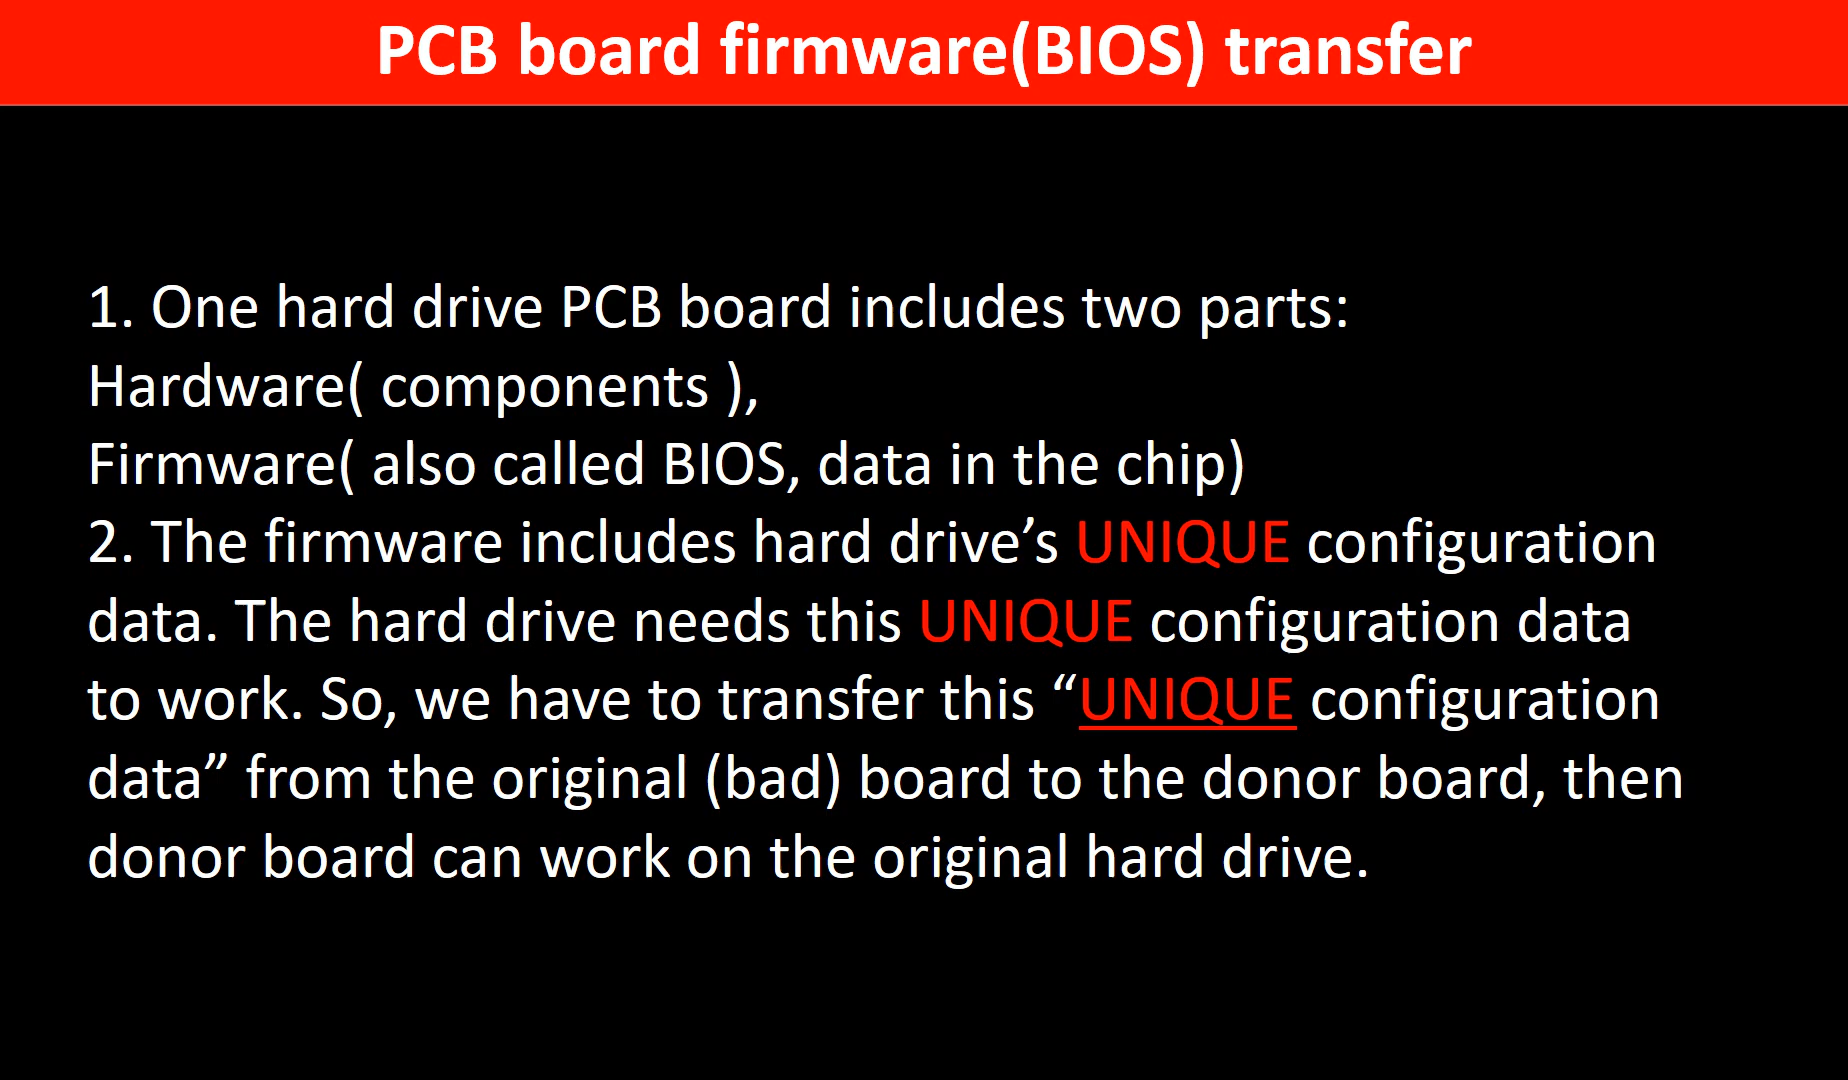 PCB board firmware(BIOS) transfer
1. One hard drive PCB board includes two parts:
Hardware( components ),
Firmware( also called BIOS, data in the chip)
2. The firmware includes hard drive’s UNIQUE configuration
data. The hard drive needs this UNIQUE configuration data
to work. So, we have to transfer this “UNIQUE configuration
data” from the original (bad) board to the donor board, then
donor board can work on the original hard drive.